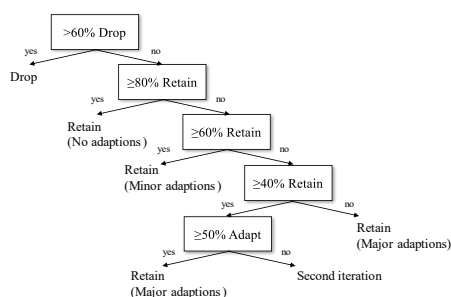 >60% Drop
yes
no
Drop
≥80% Retain
yes
no
Retain
(No adaptions)
≥60% Retain
yes
no
Retain
(Minor adaptions)
≥40% Retain
yes
no
≥50% Adapt
Retain
(Major adaptions)
yes
no
Retain
(Major adaptions)
Second iteration